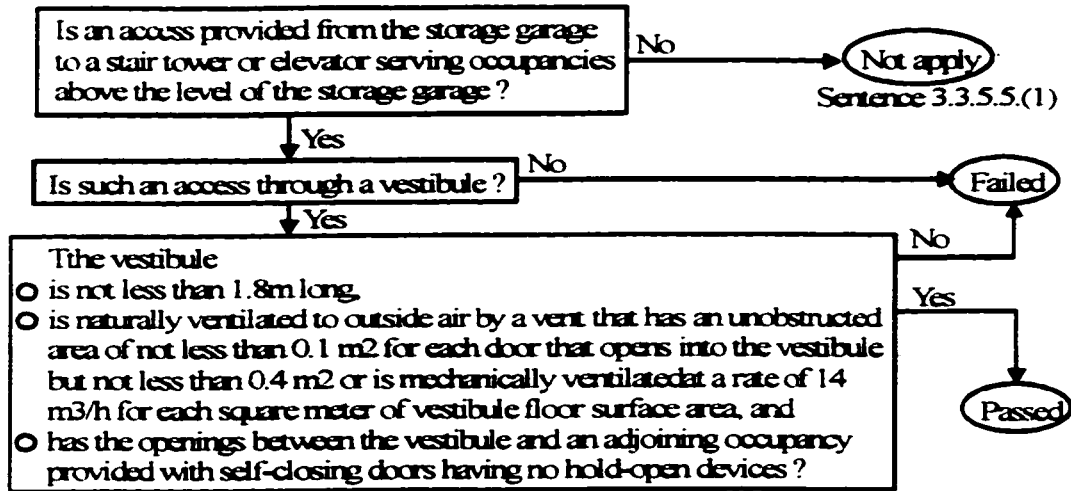 Is an access provided from the storage garage
to a stair tower or elevator serving occupancies
above the level of the storage garage ?
No
Not apply
Sentence 3.3.5.5.(1)
Yes
Is such an access through a vestibule ?
No
Failed
Yes
Tthe vestibule
is not less than 1.8m long,
is naturally ventilated to outside air by a vent that has an unobstructed
area of not less than 0.1 m2 for each door that opens into the vestibule
but not less than 0.4 m2 or is mechanically ventilatedat a rate of 14
m3/h for each square meter of vestibule floor surface area, and
has the openings between the vestibule and an adjoining occupancy
provided with self-closing doors having no hold-open devices ?
No
Yes
Passed